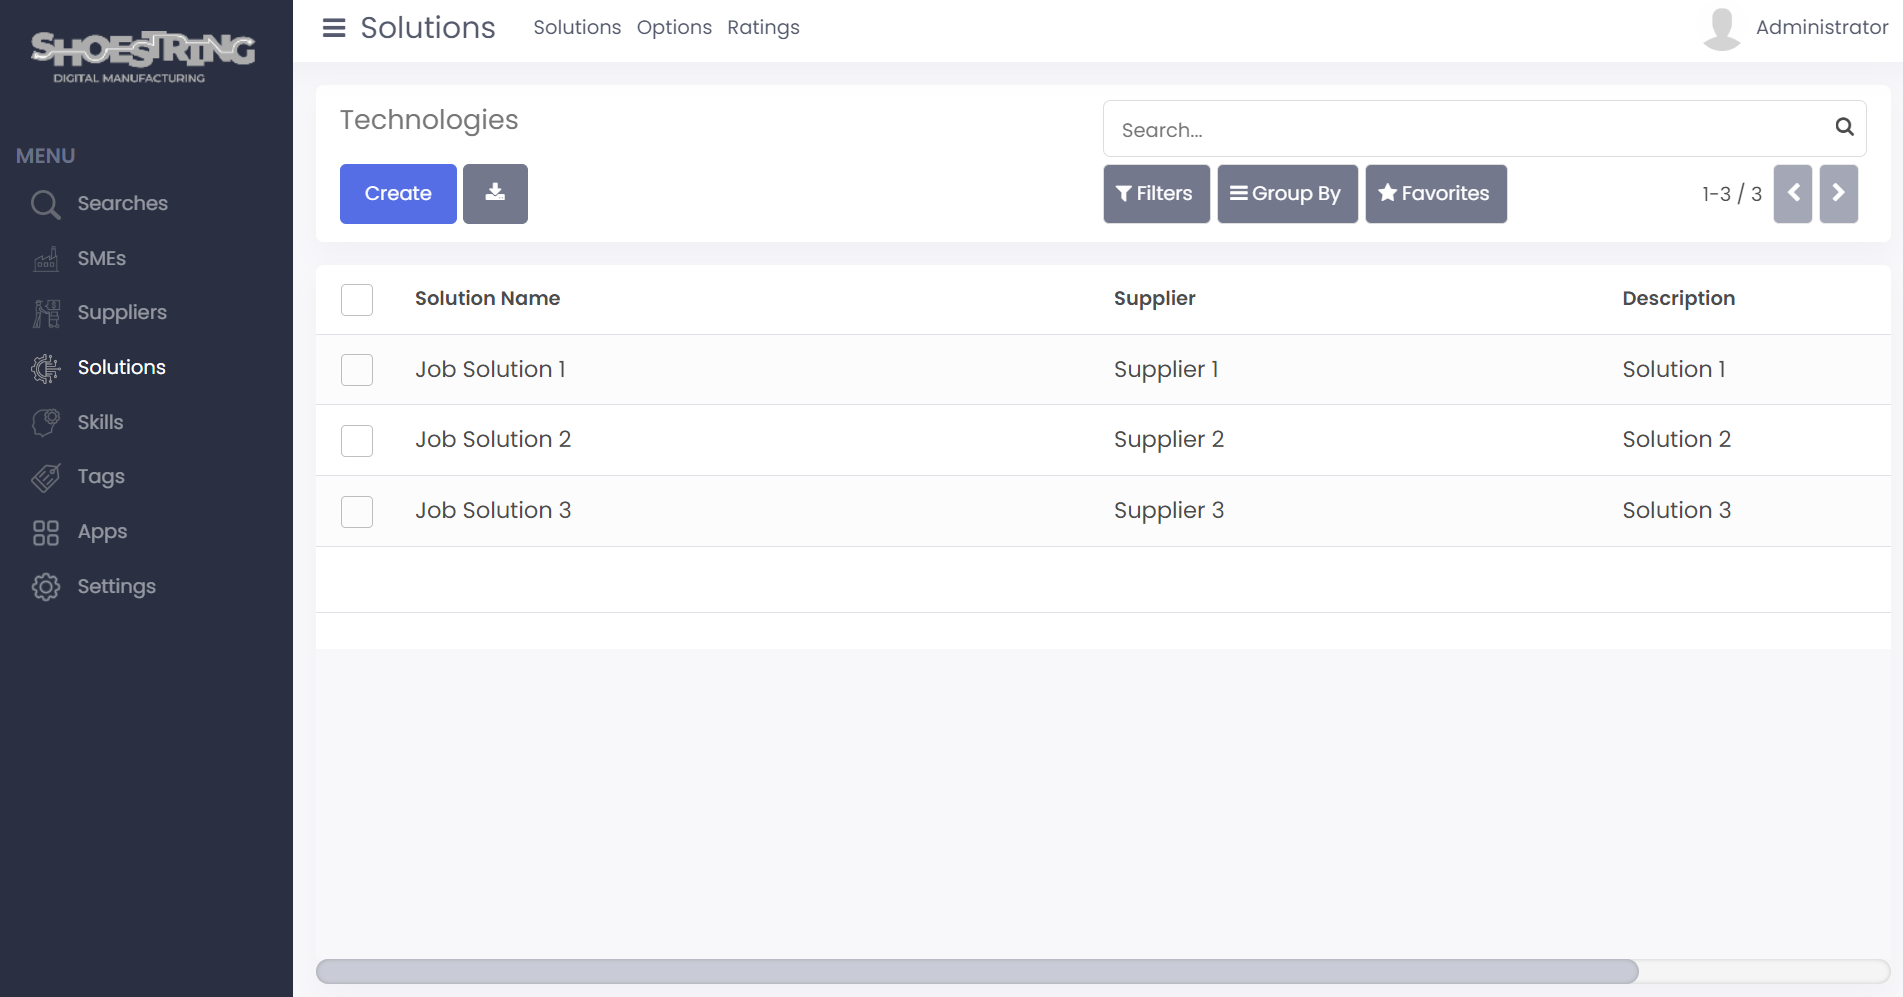 SHOESTRING
DIGITAL MANUFACTURING
MENU
Searches
SMEs
Suppliers
Solutions
Skills
Tags
Apps
Settings
Solutions Solutions Options Ratings Administrator
Technologies
Search...
Create
Filters Group By Favorites 1-3 / 3
Solution Name Supplier Description
Job Solution 1 Supplier 1 Solution 1
Job Solution 2 Supplier 2 Solution 2
Job Solution 3 Supplier 3 Solution 3